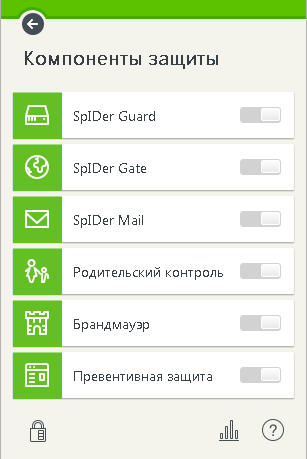 Компоненты защиты
SpIDer Guard
SpIDer Gate
SpIDer Mail
Родительский контроль
Брандмауэр
Превентивная защита
?